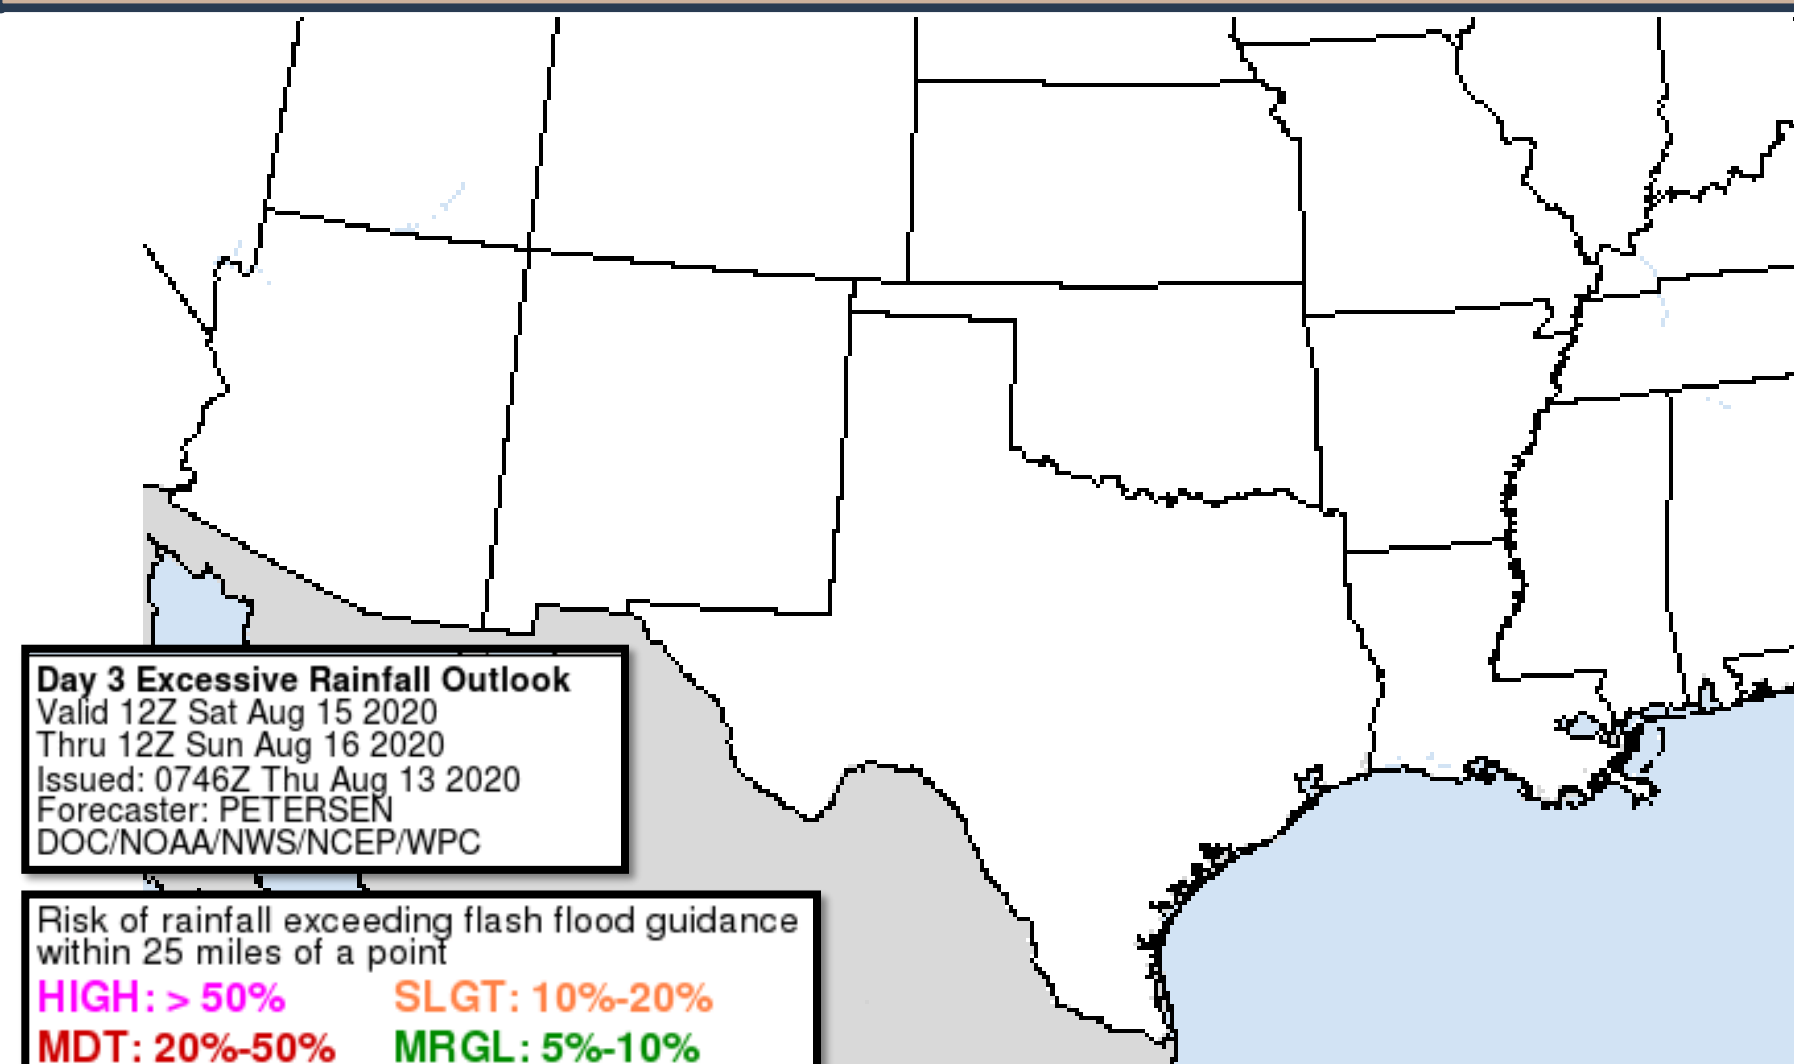 Day 3 Excessive Rainfall Outlook
Valid 12Z Sat Aug 15 2020
Thru 12Z Sun Aug 16 2020
Issued: 0746Z Thu Aug 13 2020
Forecaster: PETERSEN
DOC/NOAA/NWS/NCEP/WPC
Risk of rainfall exceeding flash flood guidance
within 25 miles of a point
HIGH: > 50% SLGT: 10%-20%
MDT: 20%-50% MRGL: 5%-10%